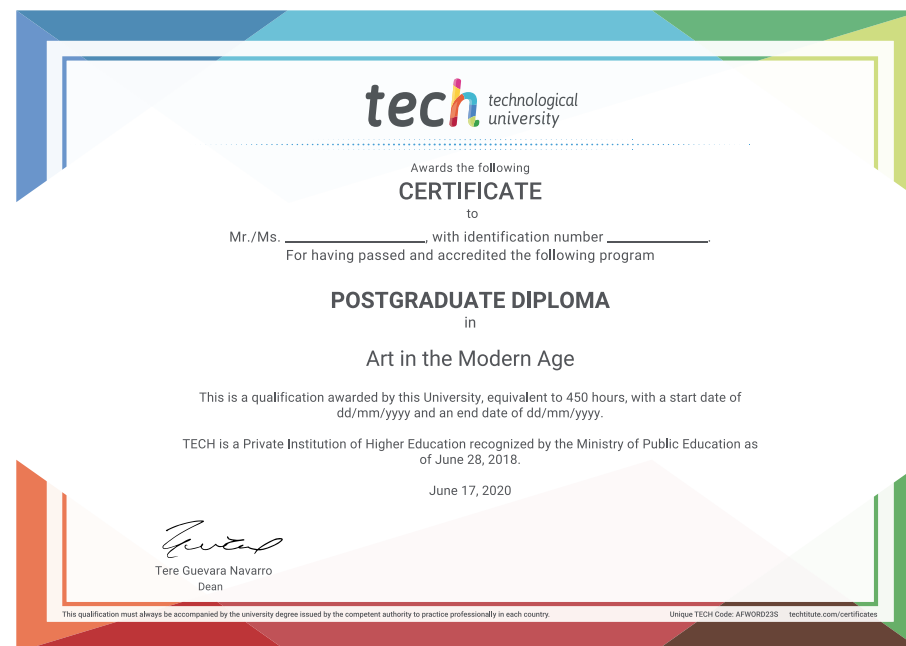 tech technological
university
Awards the following
CERTIFICATE
to
Mr./Ms. ____________________, with identification number ______________.
For having passed and accredited the following program
POSTGRADUATE DIPLOMA
in
Art in the Modern Age
This is a qualification awarded by this University, equivalent to 450 hours, with a start date of
dd/mm/yyyy and an end date of dd/mm/yyyy.
TECH is a Private Institution of Higher Education recognized by the Ministry of Public Education as
of June 28, 2018.
June 17, 2020
Tere Guevara Navarro
Dean
This qualification must always be accompanied by the university degree issued by the competent authority to practice professionally in each country. Unique TECH Code: AFWORD23S techtitute.com/certificates